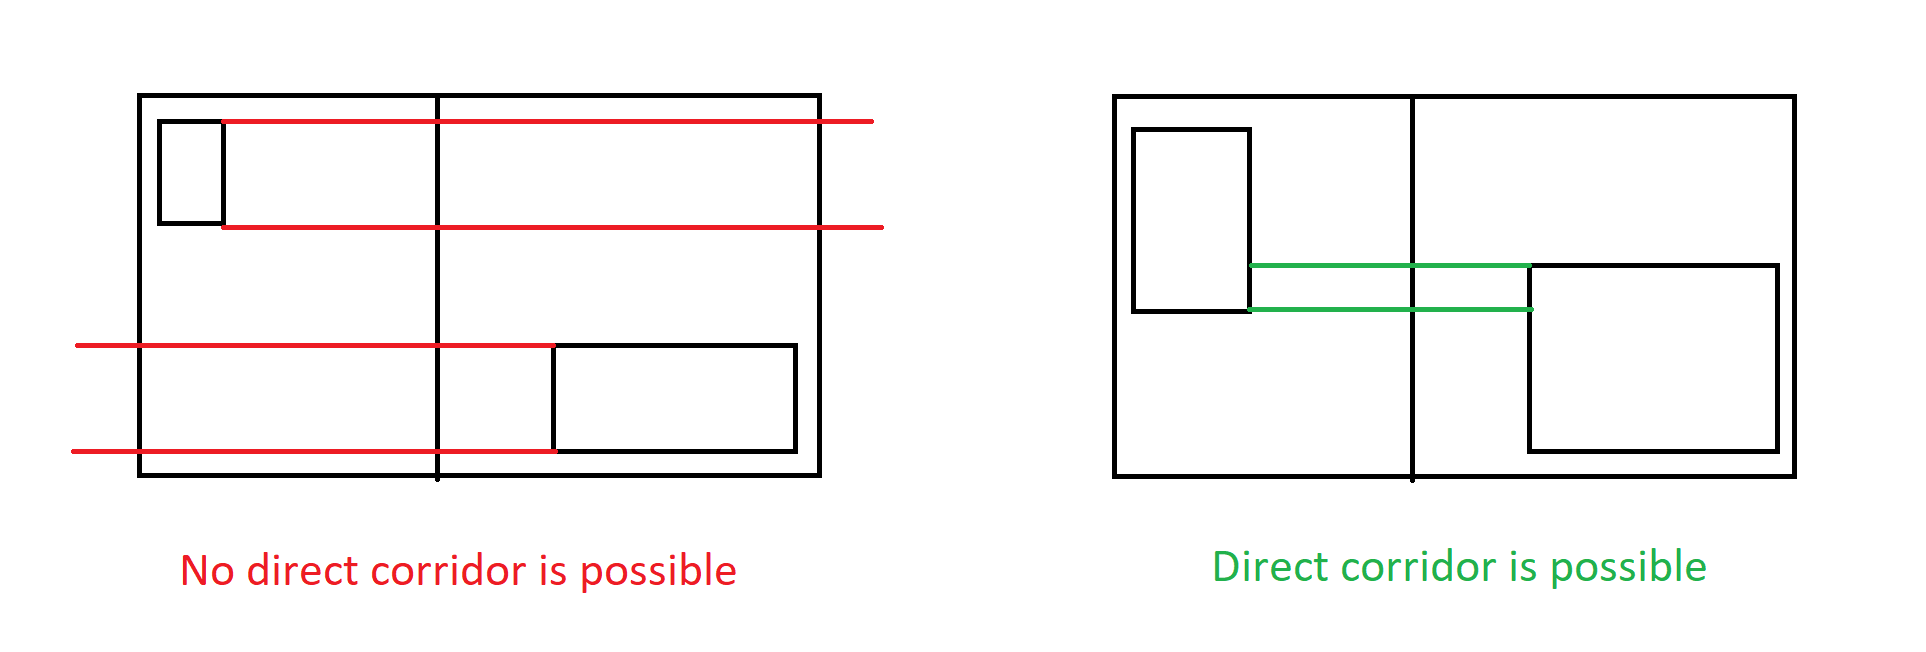 No direct corridor is possible
Direct corridor is possible